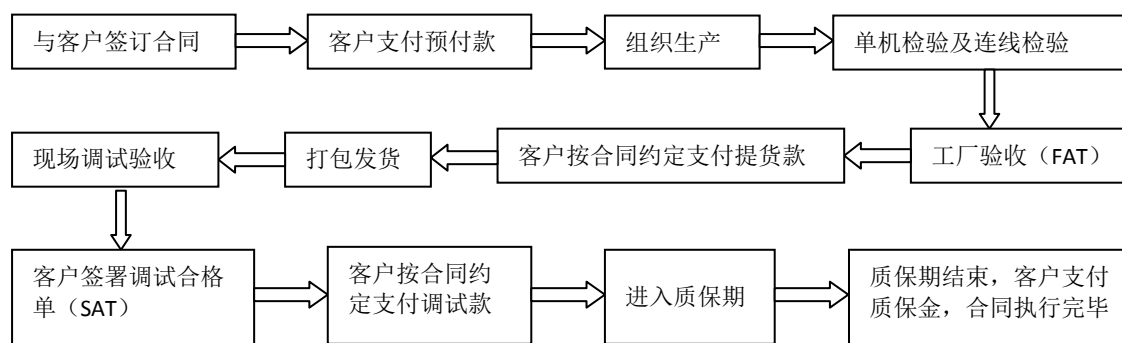 与客户签订合同
客户支付预付款
组织生产
单机检验及连线检验
工厂验收（FAT）
客户按合同约定支付提货款
打包发货
现场调试验收
客户签署调试合格
单（SAT）
客户按合同约
定支付调试款
进入质保期
质保期结束，客户支付
质保金，合同执行完毕